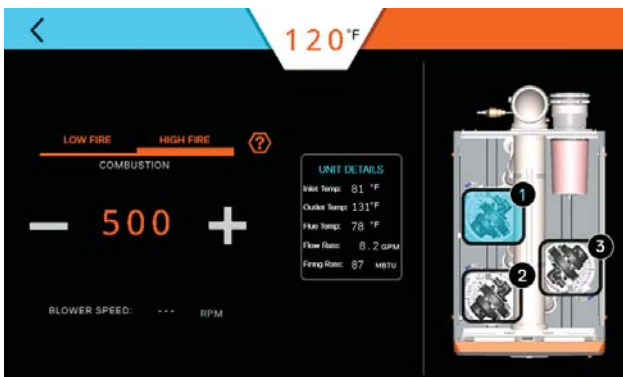 120°F
LOW FIRE HIGH FIRE ?
COMBUSTION
500
BLOWER SPEED: --- RPM
UNIT DETAILS
Inlet Temp: 81 °F
Outlet Temp: 131°F
Flue Temp: 78 °F
Flow Rate: 8.2 GPM
Firing Rate: 87 MBTU
1
2
3